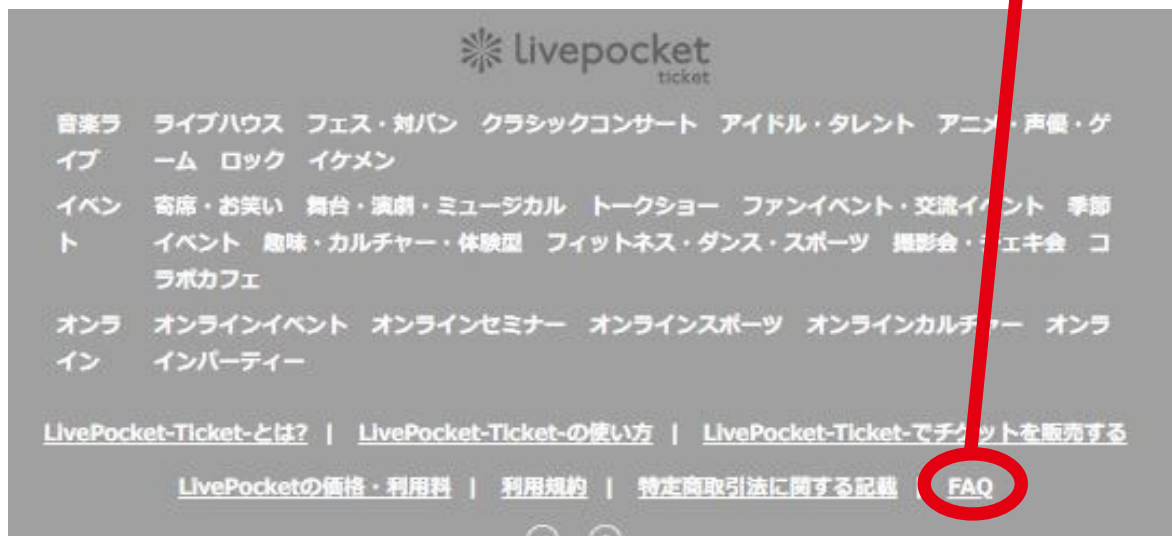 livepocket
ticket
音楽ラ ライブハウス フェス・対バン クラシックコンサート アイドル・タレント アニメ・声優・ゲ
イブ ーム ロック イケメン
イベン 寄席・お笑い 舞台・演劇・ミュージカル トークショー ファンイベント・交流イベント 季節
ト イベント 趣味・カルチャー・体験型 フィットネス・ダンス・スポーツ 撮影会・チェキ会 コ
ラボカフェ
オンラ オンラインイベント オンラインセミナー オンラインスポーツ オンラインカルチャー オンラ
イン インパーティー
LivePocket-Ticket-とは? | LivePocket-Ticket-の使い方 | LivePocket-Ticket-でチケットを販売する
LivePocketの価格・利用料 | 利用規約 | 特定商取引法に関する記載 | FAQ